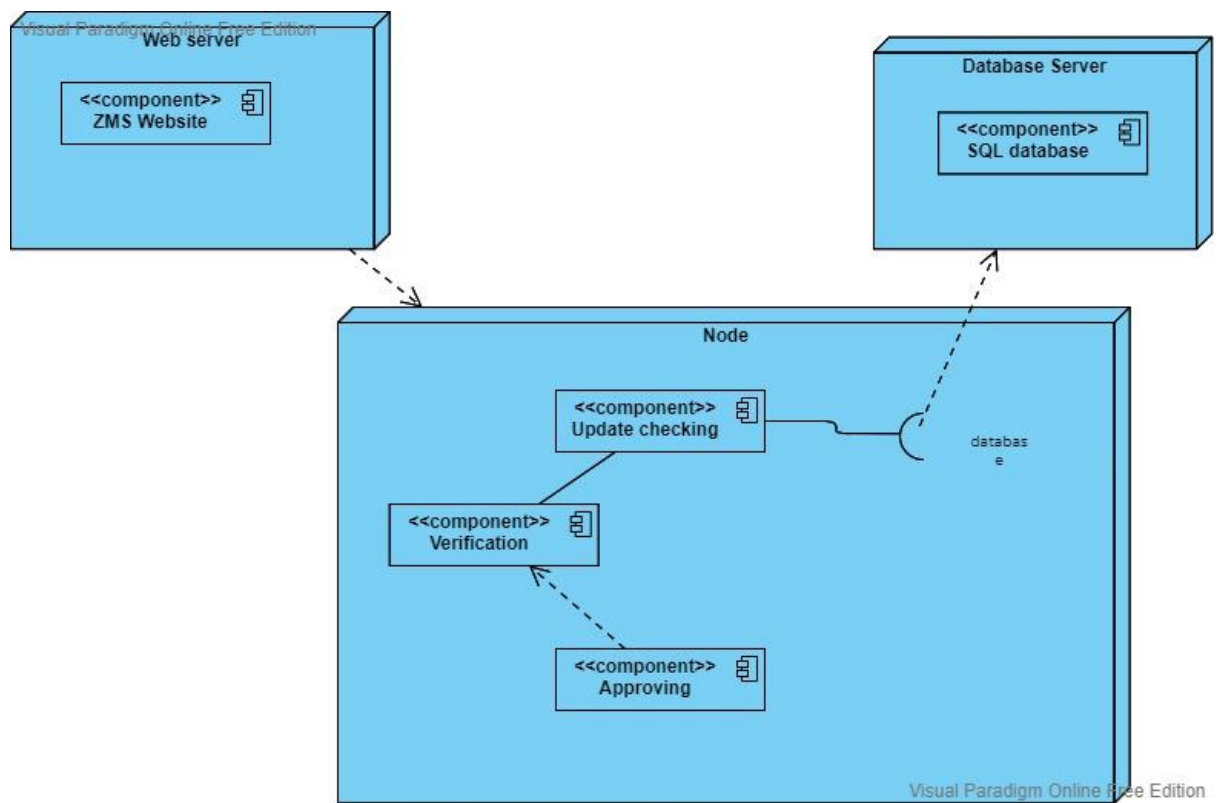 Visual Paradigm Online Free Edition
Web server
<<component>>
ZMS Website
Database Server
<<component>>
SQL database
Node
<<component>>
Update checking
databas
e
<<component>>
Verification
<<component>>
Approving
Visual Paradigm Online Free Edition